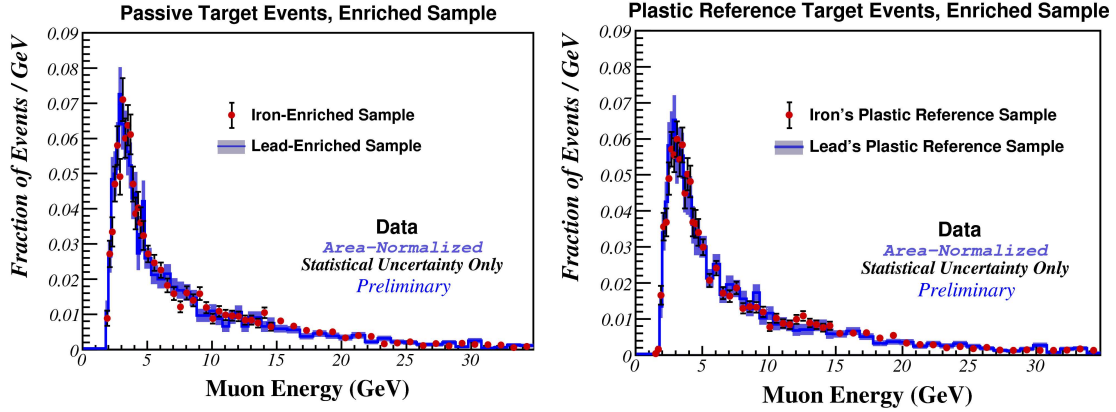 Passive Target Events, Enriched Sample
Fraction of Events / GeV
0.09
0.08
0.07
0.06
0.05
0.04
0.03
0.02
0.01
0
Iron-Enriched Sample
Lead-Enriched Sample
Data
Area-Normalized
Statistical Uncertainty Only
Preliminary
0 5 10 15 20 25 30
Muon Energy (GeV)
Plastic Reference Target Events, Enriched Sample
Fraction of Events / GeV
0.09
0.08
0.07
0.06
0.05
0.04
0.03
0.02
0.01
0
Iron's Plastic Reference Sample
Lead's Plastic Reference Sample
Data
Area-Normalized
Statistical Uncertainty Only
Preliminary
0 5 10 15 20 25 30
Muon Energy (GeV)